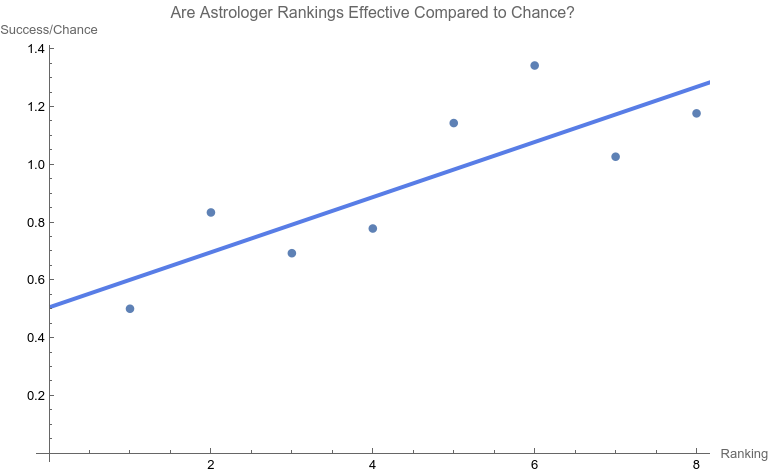 Are Astrologer Rankings Effective Compared to Chance?
Success/Chance
1.4
1.2
1.0
0.8
0.6
0.4
0.2
2 4 6 8
Ranking